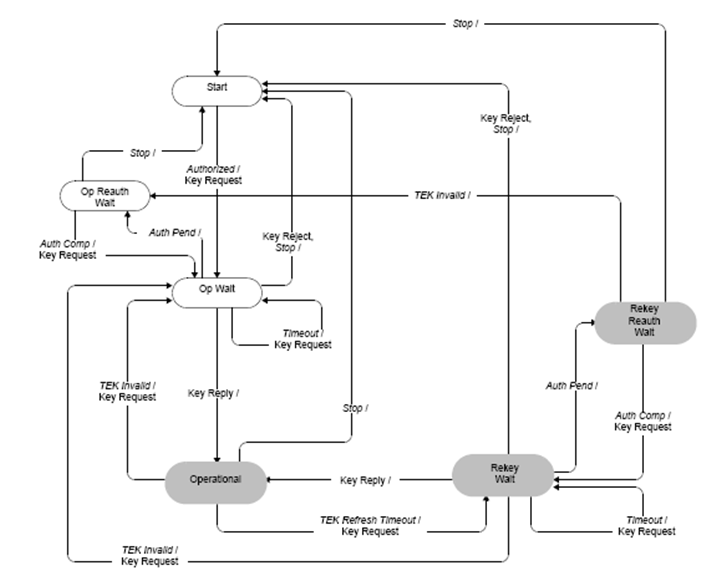 Stop /
Start
Key Reject,
Stop /
Stop /
Authorized /
Key Request
Op Reauth
Wait
TEK Invalid /
Auth Pend /
Key Reject,
Stop /
Auth Comp /
Key Request
Op Wait
Rekey
Reauth
Wait
Timeout /
Key Request
TEK Invalid /
Key Request
Key Reply /
Auth Pend /
Stop /
Auth Comp /
Key Request
Operational
Key Reply /
Rekey
Wait
TEK Refresh Timeout /
Key Request
Timeout /
Key Request
TEK Invalid /
Key Request